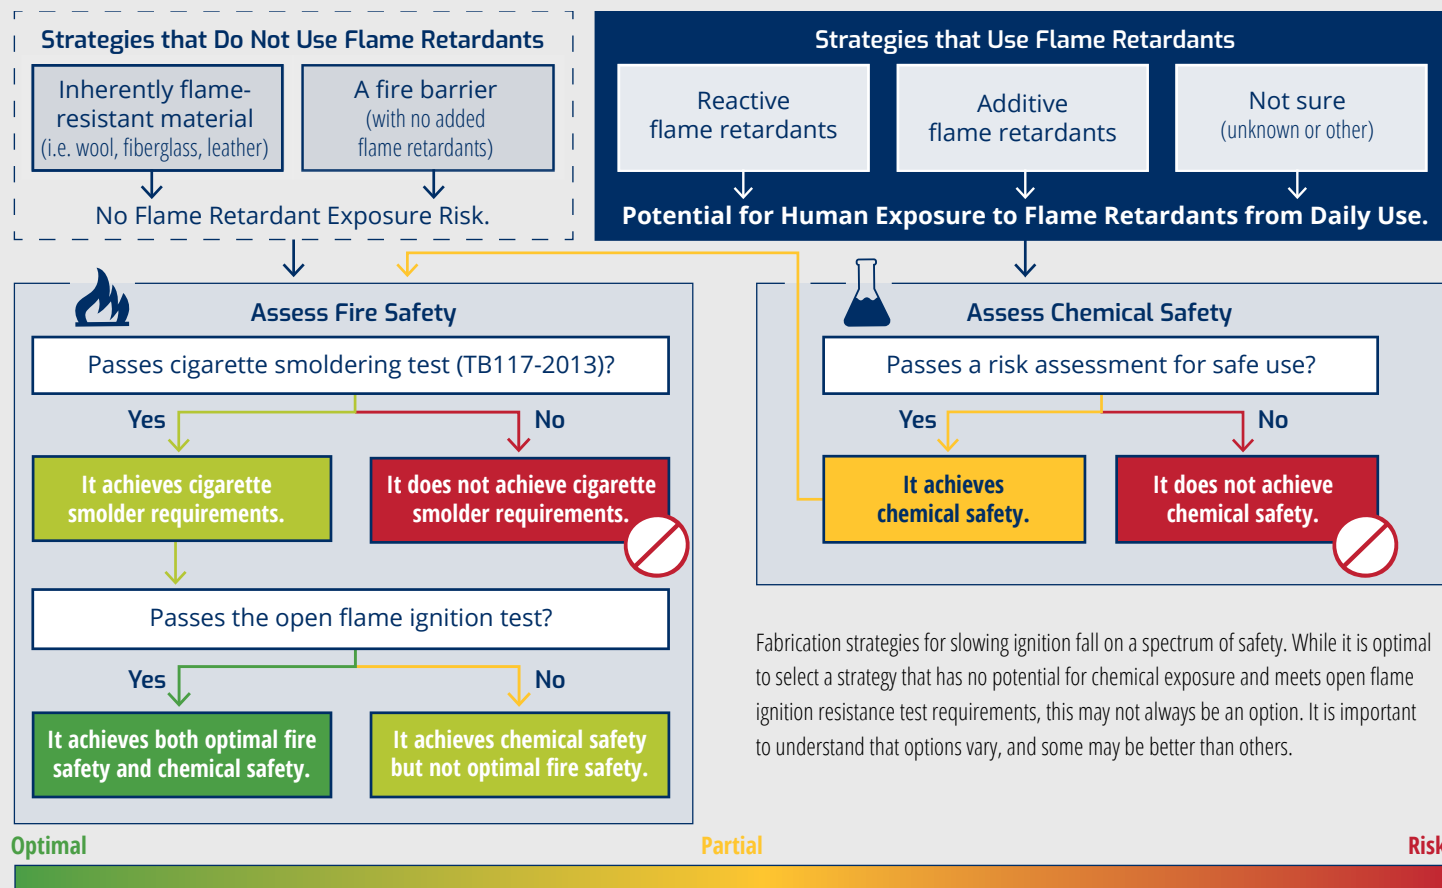 Strategies that Do Not Use Flame Retardants
Inherently flame-
resistant material
(i.e. wool, fiberglass, leather)
A fire barrier
(with no added
flame retardants)
No Flame Retardant Exposure Risk.
Strategies that Use Flame Retardants
Reactive
flame retardants
Additive
flame retardants
Not sure
(unknown or other)
Potential for Human Exposure to Flame Retardants from Daily Use.
Assess Fire Safety
Passes cigarette smoldering test (TB117-2013)?
Yes
No
It achieves cigarette
smolder requirements.
It does not achieve cigarette
smolder requirements.
Passes the open flame ignition test?
Yes
No
It achieves both optimal fire
safety and chemical safety.
It achieves chemical safety
but not optimal fire safety.
Assess Chemical Safety
Passes a risk assessment for safe use?
Yes
No
It achieves
chemical safety.
It does not achieve
chemical safety.
Fabrication strategies for slowing ignition fall on a spectrum of safety. While it is optimal
to select a strategy that has no potential for chemical exposure and meets open flame
ignition resistance test requirements, this may not always be an option. It is important
to understand that options vary, and some may be better than others.
Optimal
Partial
Risk